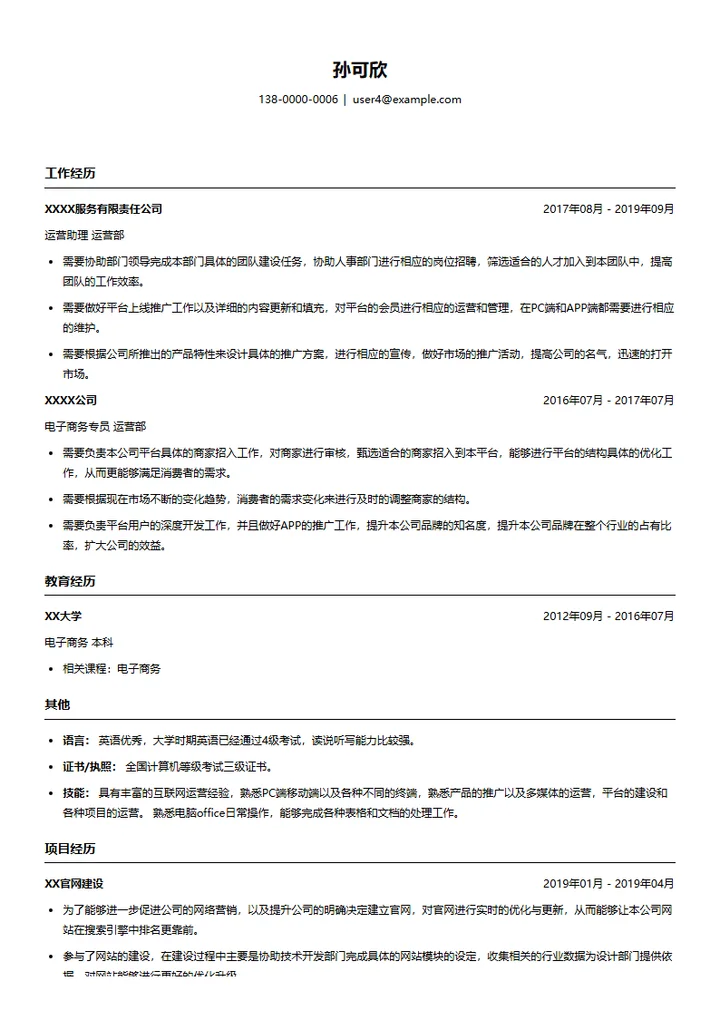 孙可欣
138-0000-0006 | user4@example.com
工作经历
XXXX服务有限责任公司 2017年08月 - 2019年09月
运营助理 运营部
• 需要协助部门领导完成本部门具体的团队建设任务，协助人事部门进行相应的岗位招聘，筛选适合的人才加入到本团队中，提高
团队的工作效率。
• 需要做好平台上线推广工作以及详细的内容更新和填充，对平台的会员进行相应的运营和管理，在PC端和APP端都需要进行相应
的维护。
• 需要根据公司所推出的产品特性来设计具体的推广方案，进行相应的宣传，做好市场的推广活动，提高公司的名气，迅速的打开
市场。
XXXX公司 2016年07月 - 2017年07月
电子商务专员 运营部
• 需要负责本公司平台具体的商家招入工作，对商家进行审核，甄选适合的商家招入到本平台，能够进行平台的结构具体的优化工
作，从而更能够满足消费者的需求。
• 需要根据现在市场不断的变化趋势，消费者的需求变化来进行及时的调整商家的结构。
• 需要负责平台用户的深度开发工作，并且做好APP的推广工作，提升本公司品牌的知名度，提升本公司品牌在整个行业的占有比
率，扩大公司的效益。
教育经历
XX大学 2012年09月 - 2016年07月
电子商务 本科
• 相关课程：电子商务
其他
• 语言： 英语优秀，大学时期英语已经通过4级考试，读说听写能力比较强。
• 证书/执照： 全国计算机等级考试三级证书。
• 技能： 具有丰富的互联网运营经验，熟悉PC端移动端以及各种不同的终端，熟悉产品的推广以及多媒体的运营，平台的建设和
各种项目的运营。 熟悉电脑office日常操作，能够完成各种表格和文档的处理工作。
项目经历
XX官网建设 2019年01月 - 2019年04月
• 为了能够进一步促进公司的网络营销，以及提升公司的明确决定建立官网，对官网进行实时的优化与更新，从而能够让本公司网
站在搜索引擎中排名更靠前。
• 参与了网站的建设，在建设过程中主要是协助技术开发部门完成具体的网站模块的设定，收集相关的行业数据为设计部门提供依
据，对网站能够进行更好的优化升级